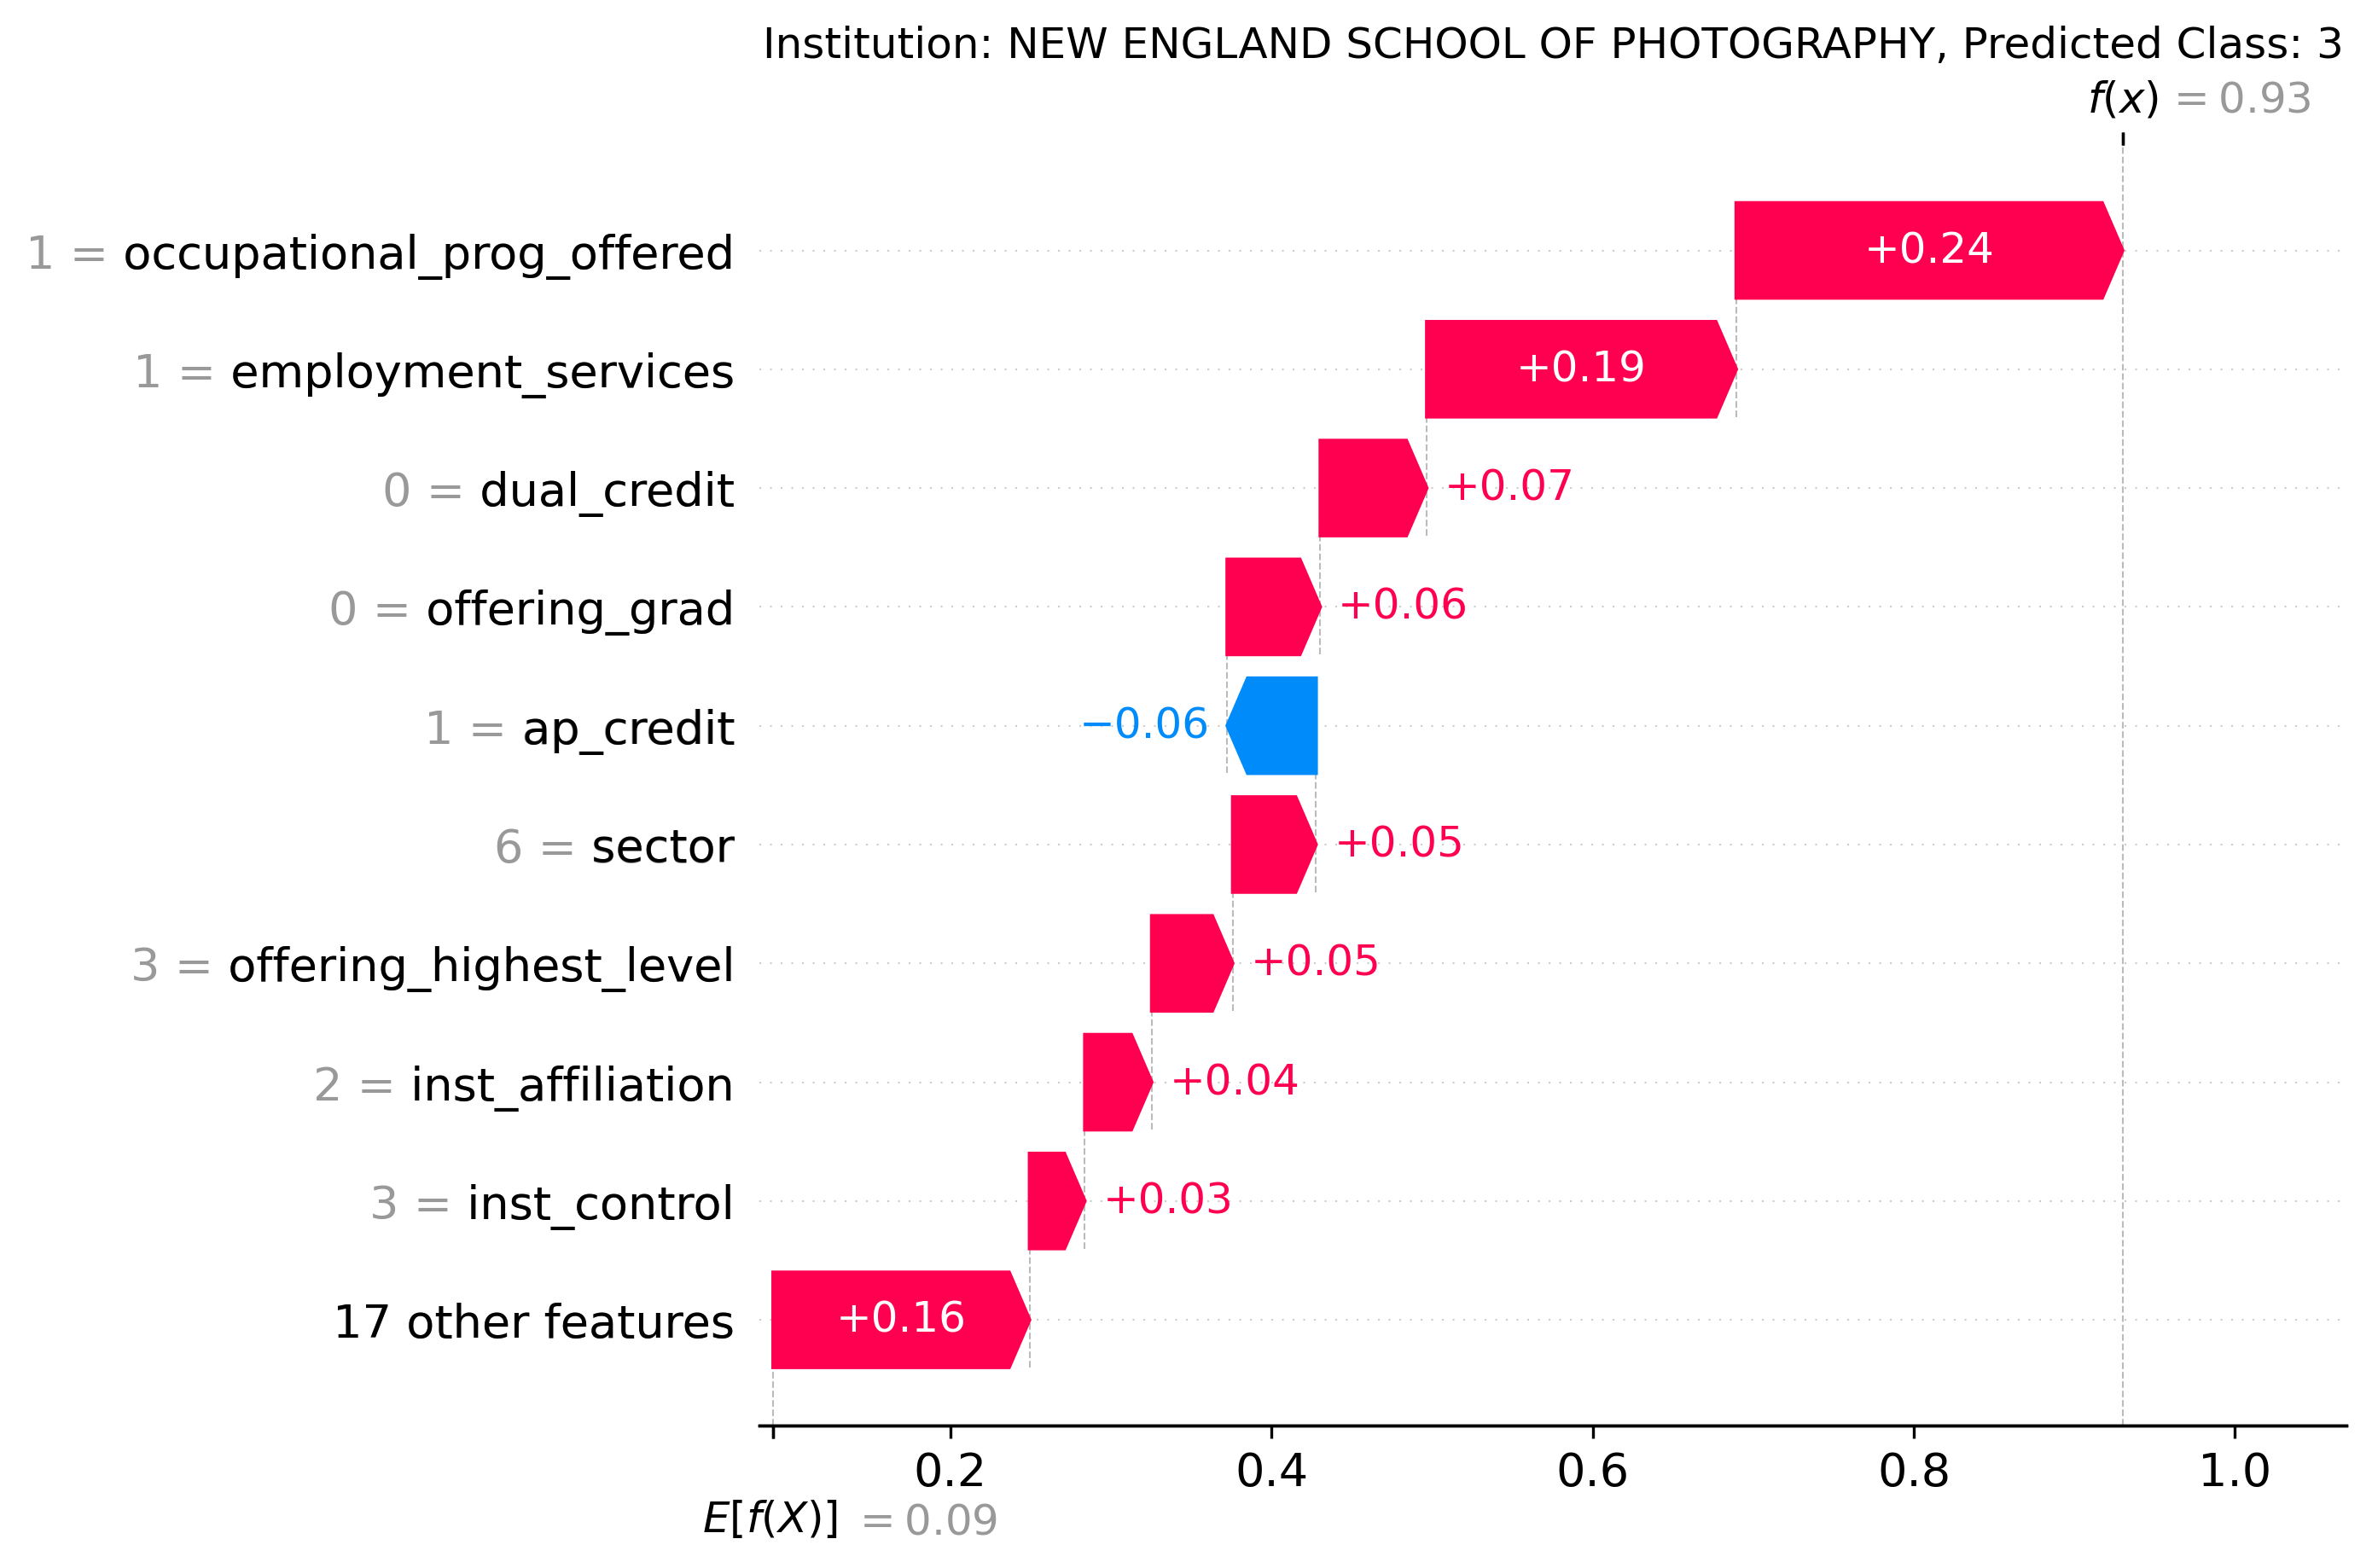 Institution: NEW ENGLAND SCHOOL OF PHOTOGRAPHY, Predicted Class: 3
f(x) = 0.93
1 = occupational_prog_offered +0.24
1 = employment_services +0.19
0 = dual_credit +0.07
0 = offering_grad +0.06
1 = ap_credit −0.06
6 = sector +0.05
3 = offering_highest_level +0.05
2 = inst_affiliation +0.04
3 = inst_control +0.03
17 other features +0.16
0.2 0.4 0.6 0.8 1.0
E[f(X)] = 0.09